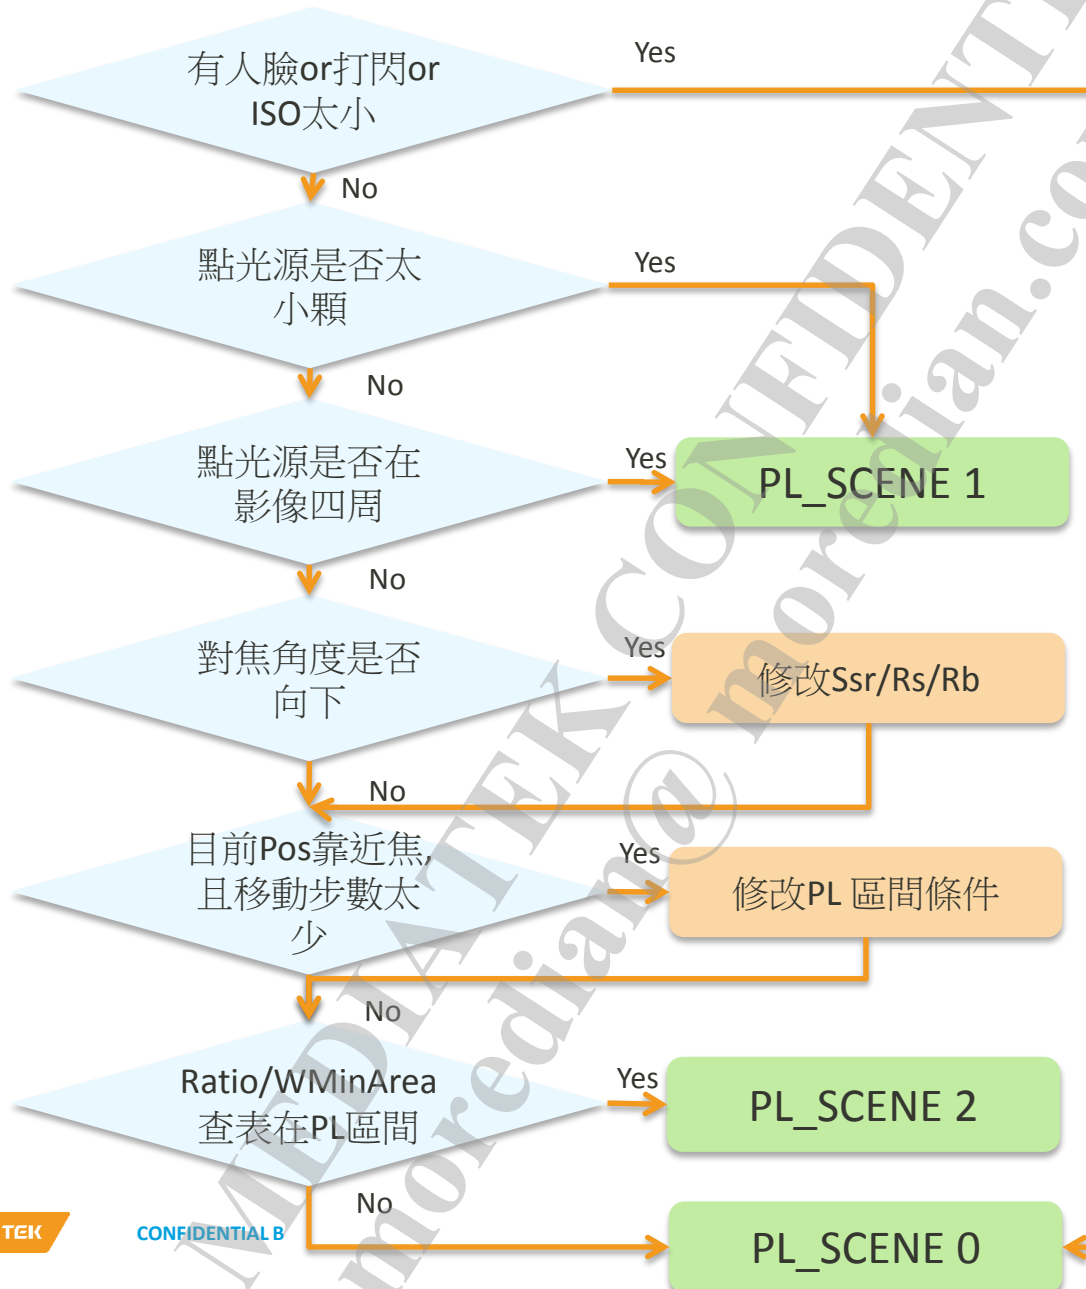 有人臉or打閃or
ISO太小
Yes
No
點光源是否太
小顆
Yes
No
點光源是否在
影像四周
Yes
PL_SCENE 1
No
對焦角度是否
向下
Yes
修改Ssr/Rs/Rb
No
目前Pos靠近焦,
且移動步數太
少
Yes
修改PL 區間條件
No
Ratio/WMinArea
查表在PL區間
Yes
PL_SCENE 2
No
PL_SCENE 0
TEK
CONFIDENTIAL B
MEDIATEK CONFIDENTI
moredian@ moredian.co